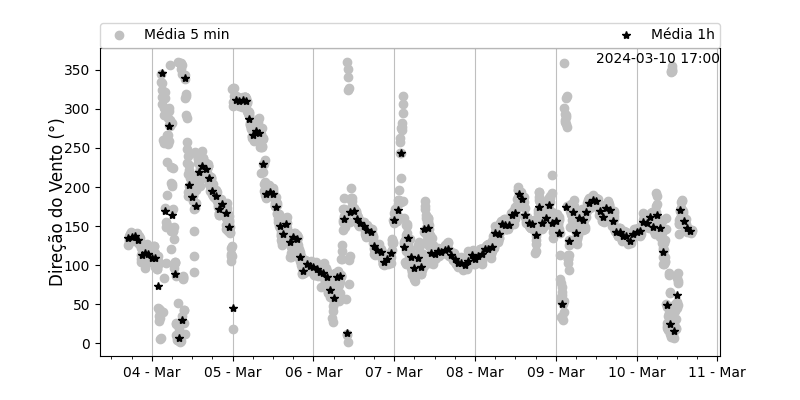 Média 5 min
Média 1h
2024-03-10 17:00
Direção do Vento (°)
350
300
250
200
150
100
50
0
04 - Mar
05 - Mar
06 - Mar
07 - Mar
08 - Mar
09 - Mar
10 - Mar
11 - Mar